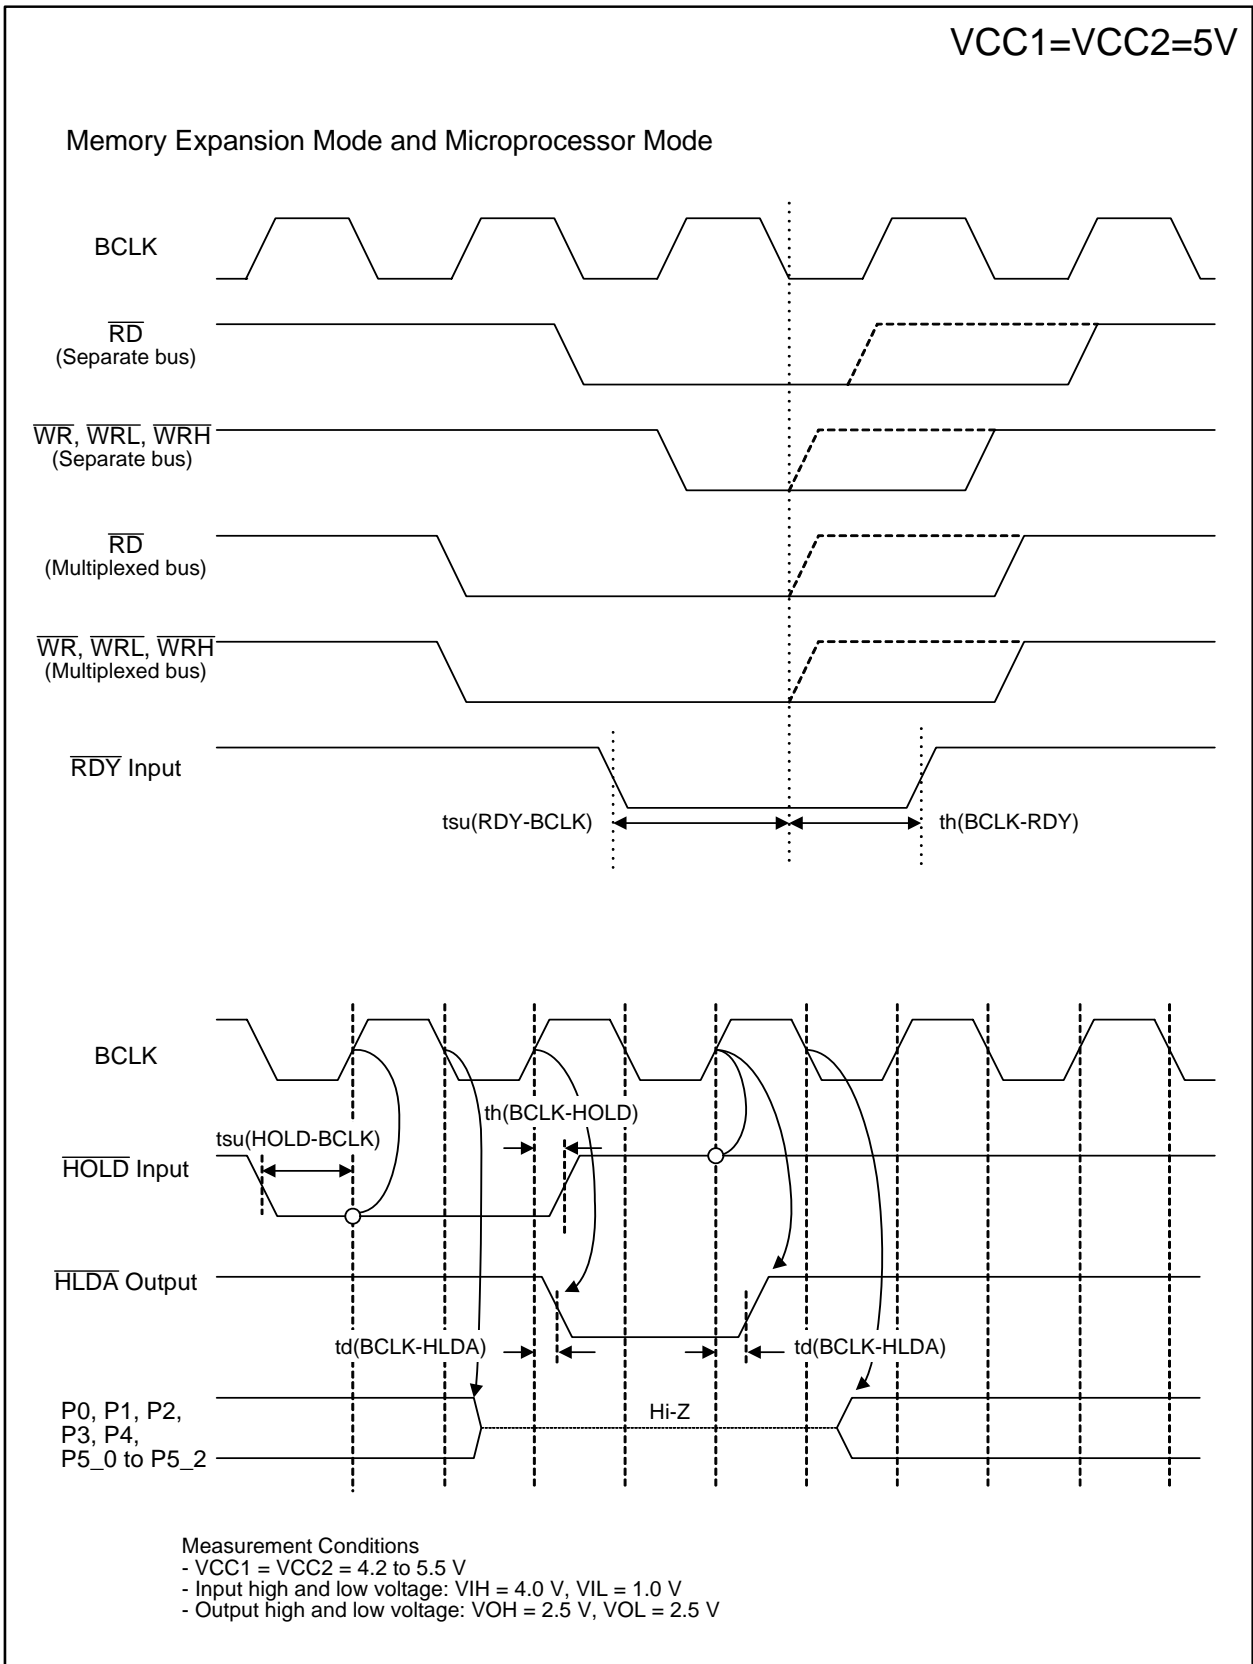 VCC1=VCC2=5V
Memory Expansion Mode and Microprocessor Mode
BCLK
RD
(Separate bus)
WR, WRL, WRH
(Separate bus)
RD
(Multiplexed bus)
WR, WRL, WRH
(Multiplexed bus)
RDY Input
tsu(RDY-BCLK)
th(BCLK-RDY)
BCLK
th(BCLK-HOLD)
tsu(HOLD-BCLK)
HOLD Input
HLDA Output
td(BCLK-HLDA)
td(BCLK-HLDA)
Hi-Z
P0, P1, P2,
P3, P4,
P5_0 to P5_2
Measurement Conditions
- VCC1 = VCC2 = 4.2 to 5.5 V
- Input high and low voltage: VIH = 4.0 V, VIL = 1.0 V
- Output high and low voltage: VOH = 2.5 V, VOL = 2.5 V